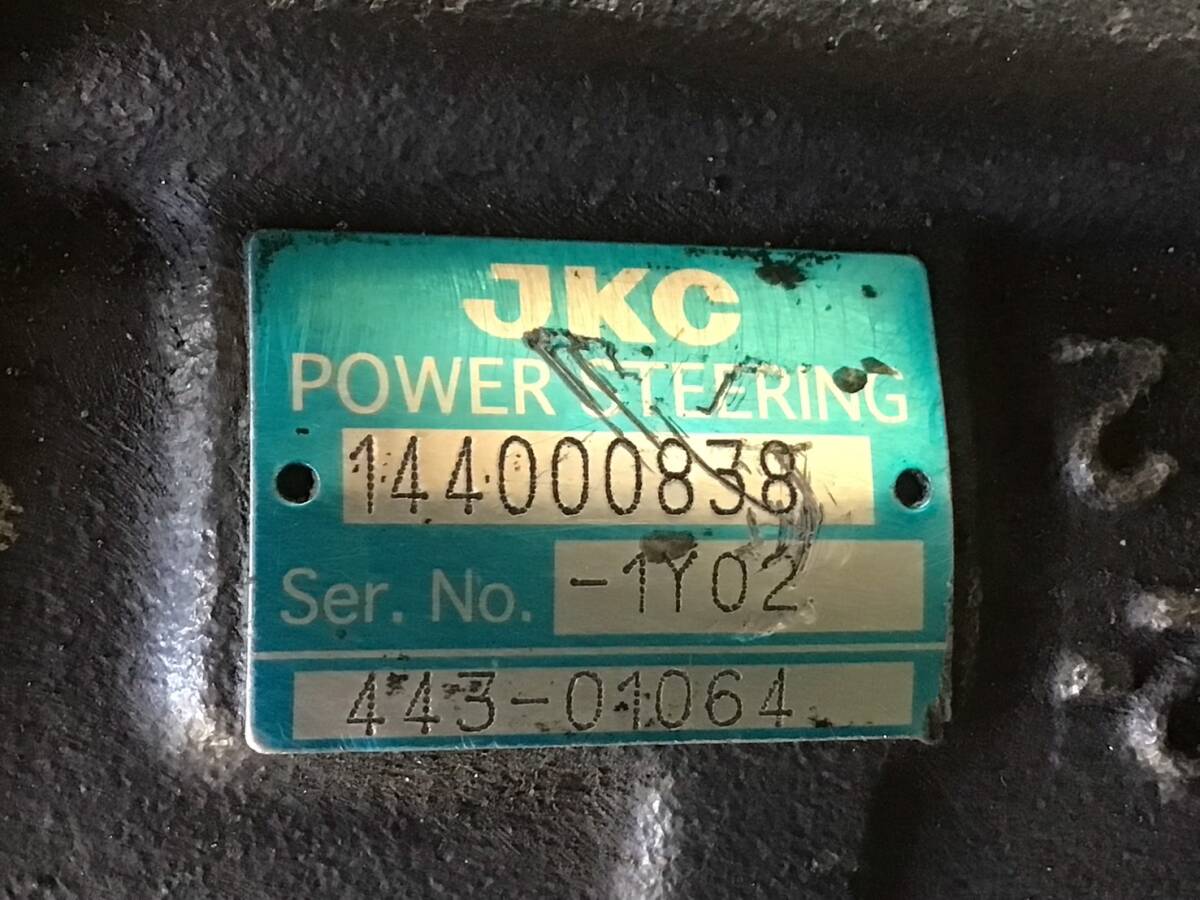 JKC
POWER STEERING
144000838
Ser. No. -1Y02
443-01064